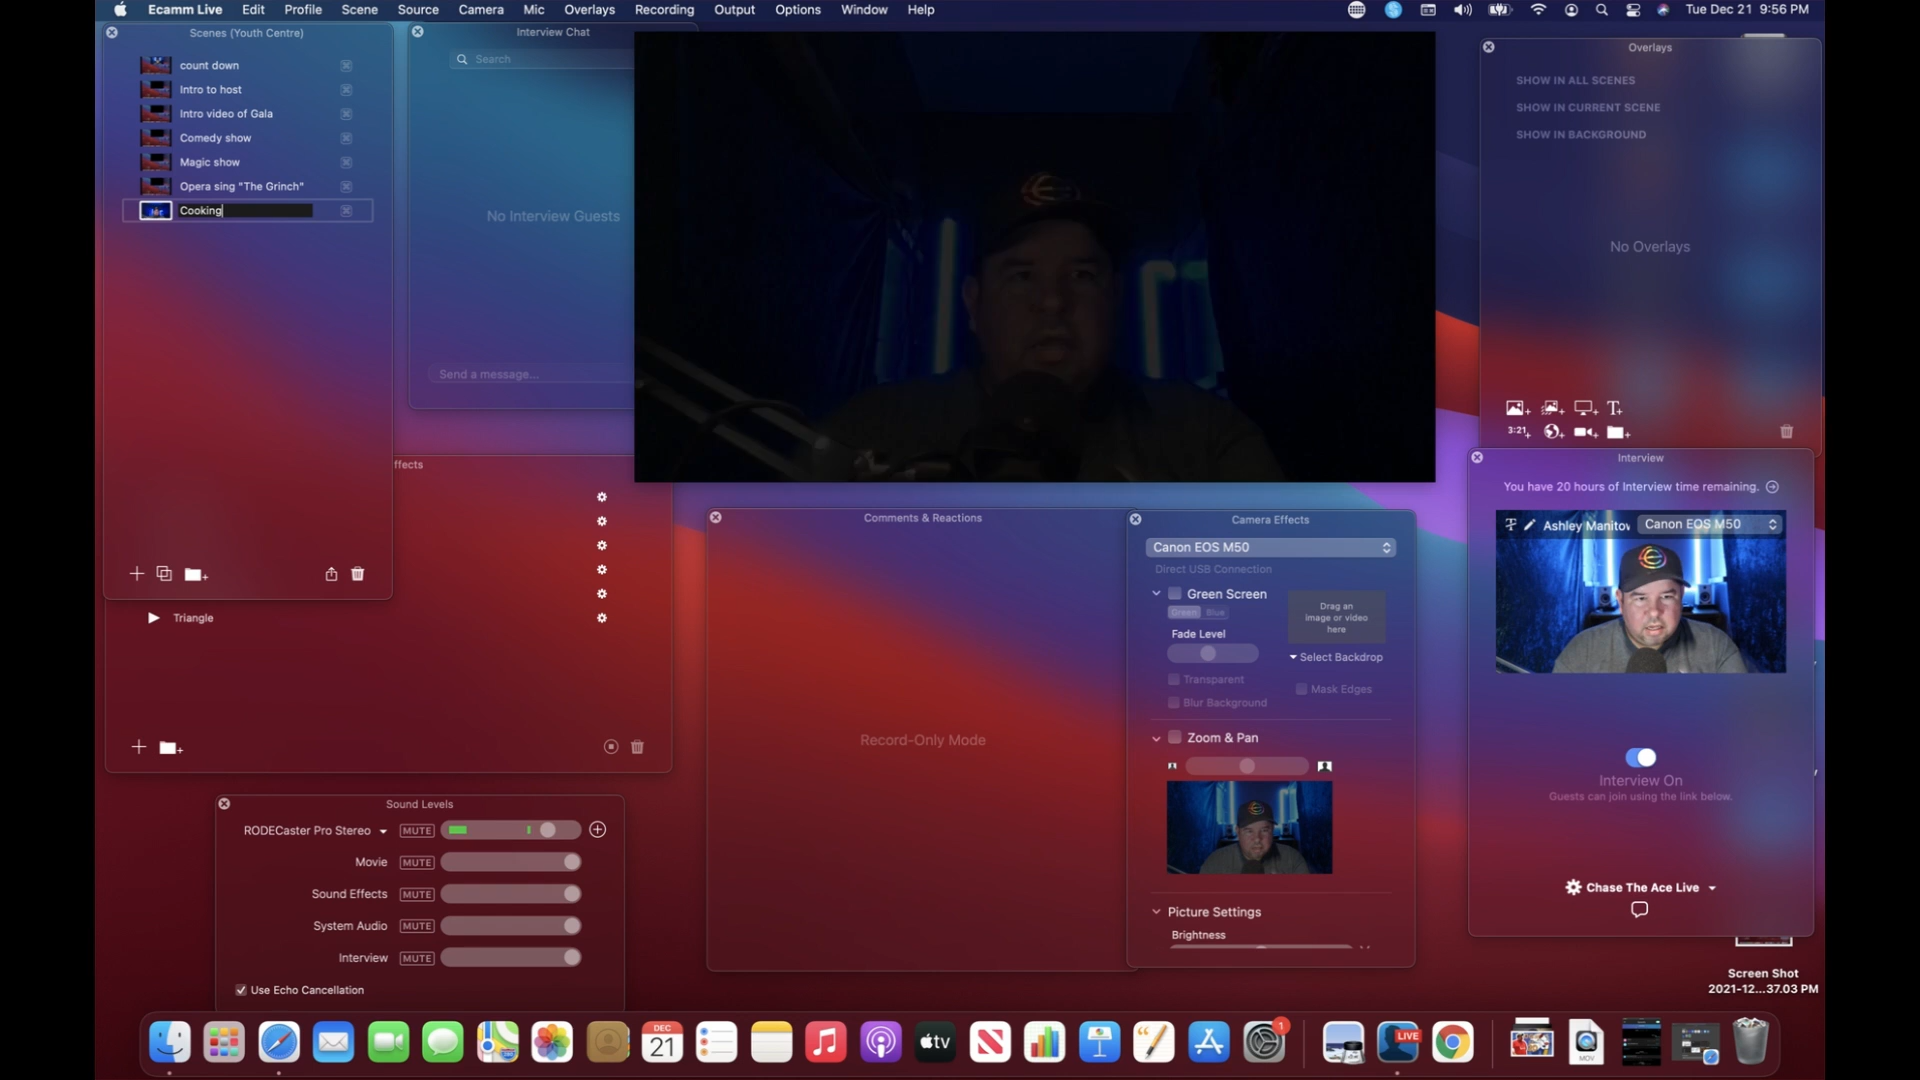 Ecamm Live Edit Profile Scene Source Camera Mic Overlays Recording Output Options Window Help
Tue Dec 21 9:56 PM
Scenes (Youth Centre)
count down
Intro to host
Intro video of Gala
Comedy show
Magic show
Opera sing "The Grinch"
Cooking
Interview Chat
Search
No Interview Guests
Send a message...
Overlays
SHOW IN ALL SCENES
SHOW IN CURRENT SCENE
SHOW IN BACKGROUND
No Overlays
3:21+
T+
ffects
Triangle
Comments & Reactions
Record-Only Mode
Camera Effects
Canon EOS M50
Direct USB Connection
Green Screen
Green Blue
Fade Level
Drag an
image or video
here
Select Backdrop
Transparent
Mask Edges
Blur Background
Zoom & Pan
Picture Settings
Brightness
Interview
You have 20 hours of Interview time remaining.
Ashley Manitov
Canon EOS M50
Interview On
Guests can join using the link below.
Chase The Ace Live
Sound Levels
RODECaster Pro Stereo MUTE
Movie MUTE
Sound Effects MUTE
System Audio MUTE
Interview MUTE
Use Echo Cancellation
Screen Shot
2021-12...37.03 PM
DEC
21
tv
1
LIVE
MOV